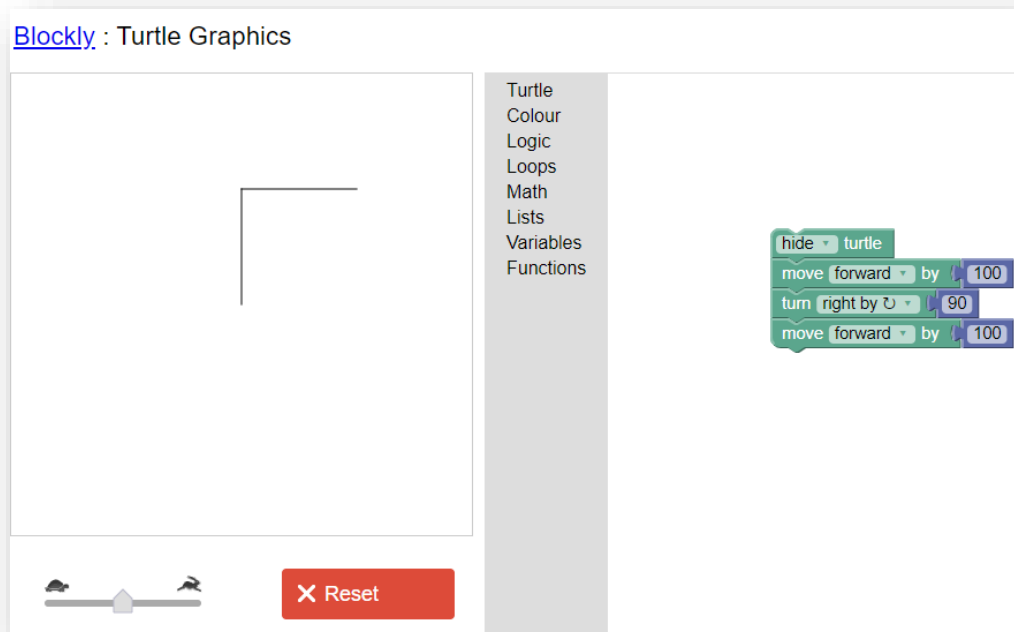 Blockly : Turtle Graphics
Turtle
Colour
Logic
Loops
Math
Lists
Variables
Functions
hide turtle
move forward by 100
turn right by ↻ 90
move forward by 100
Reset